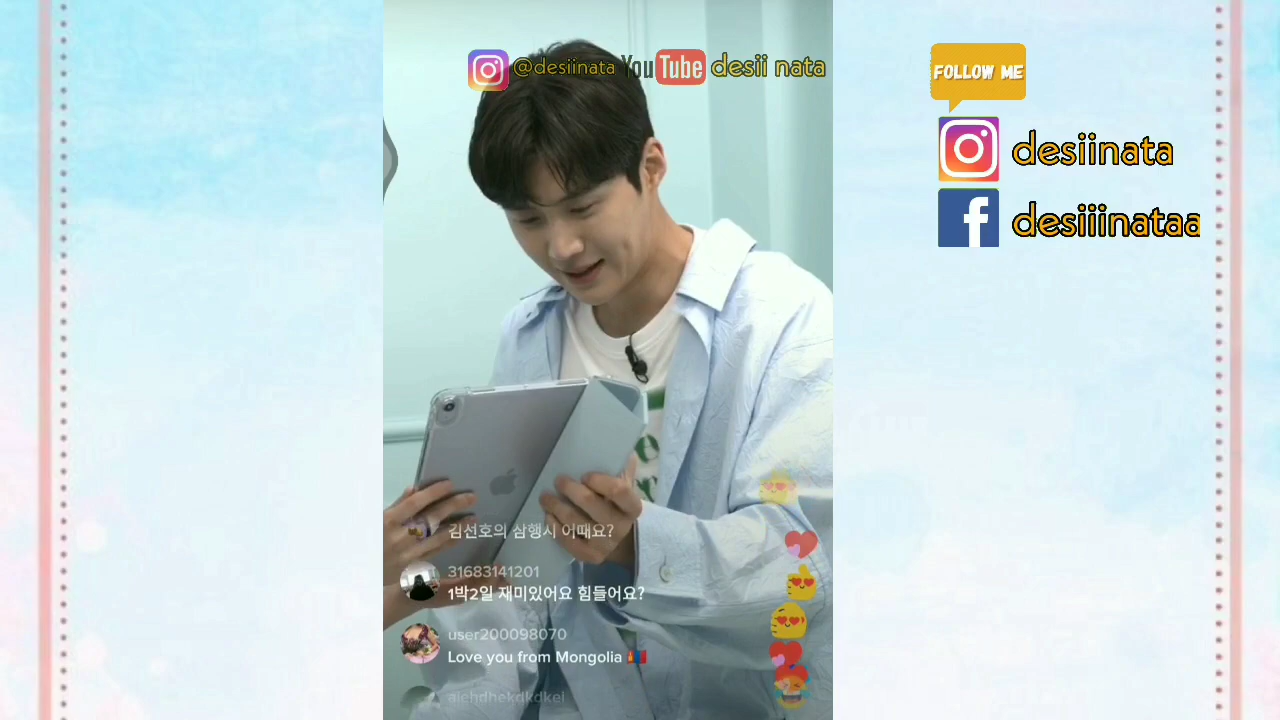 @desiinata YouTube desii nata
FOLLOW ME
desiinata
desiiinataa
김선호의 삼행시 어때요?
31683141201
1박2일 재미있어요 힘들어요?
user200098070
Love you from Mongolia